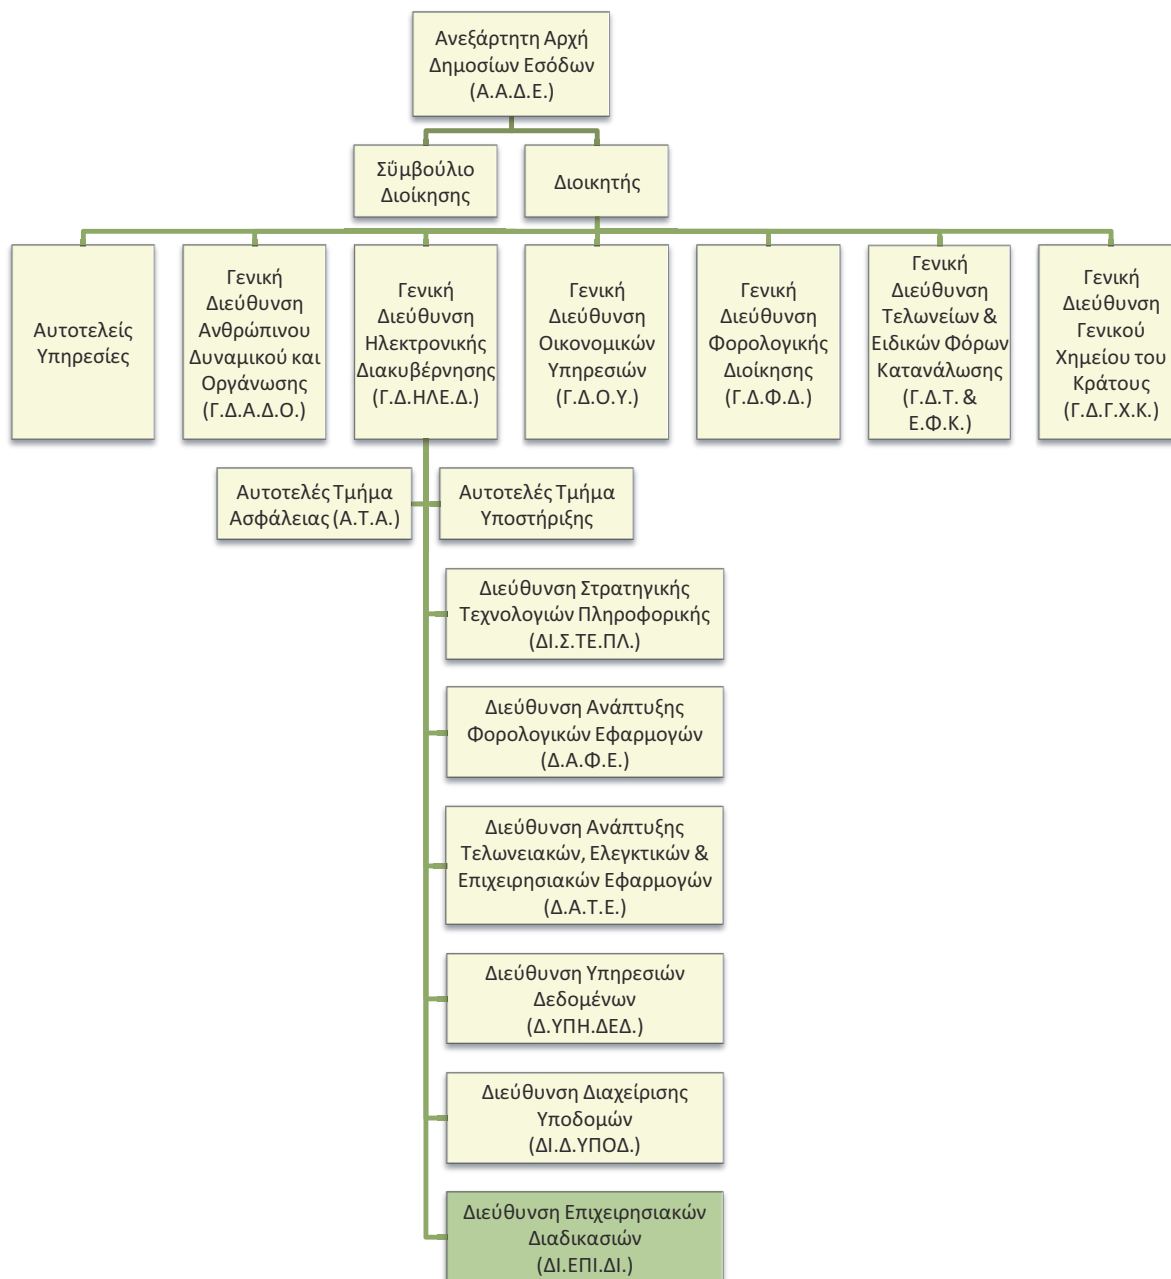 Ανεξάρτητη Αρχή
Δημοσίων Εσόδων
(Α.Α.Δ.Ε.)
Σΰμβούλιο
Διοίκησης
Διοικητής
Αυτοτελείς
Υπηρεσίες
Γενική
Διεύθυνση
Ανθρώπινου
Δυναμικού και
Οργάνωσης
(Γ.Δ.Α.Δ.Ο.)
Γενική
Διεύθυνση
Ηλεκτρονικής
Διακυβέρνησης
(Γ.Δ.ΗΛΕ.Δ.)
Γενική
Διεύθυνση
Οικονομικών
Υπηρεσιών
(Γ.Δ.Ο.Υ.)
Γενική
Διεύθυνση
Φορολογικής
Διοίκησης
(Γ.Δ.Φ.Δ.)
Γενική
Διεύθυνση
Τελωνείων &
Ειδικών Φόρων
Κατανάλωσης
(Γ.Δ.Τ. &
Ε.Φ.Κ.)
Γενική
Διεύθυνση
Γενικού
Χημείου του
Κράτους
(Γ.Δ.Γ.Χ.Κ.)
Αυτοτελές Τμήμα
Ασφάλειας (Α.Τ.Α.)
Αυτοτελές Τμήμα
Υποστήριξης
Διεύθυνση Στρατηγικής
Τεχνολογιών Πληροφορικής
(ΔΙ.Σ.ΤΕ.ΠΛ.)
Διεύθυνση Ανάπτυξης
Φορολογικών Εφαρμογών
(Δ.Α.Φ.Ε.)
Διεύθυνση Ανάπτυξης
Τελωνειακών, Ελεγκτικών &
Επιχειρησιακών Εφαρμογών
(Δ.Α.Τ.Ε.)
Διεύθυνση Υπηρεσιών
Δεδομένων
(Δ.ΥΠΗ.ΔΕΔ.)
Διεύθυνση Διαχείρισης
Υποδομών
(ΔΙ.Δ.ΥΠΟΔ.)
Διεύθυνση Επιχειρησιακών
Διαδικασιών
(ΔΙ.ΕΠΙ.ΔΙ.)